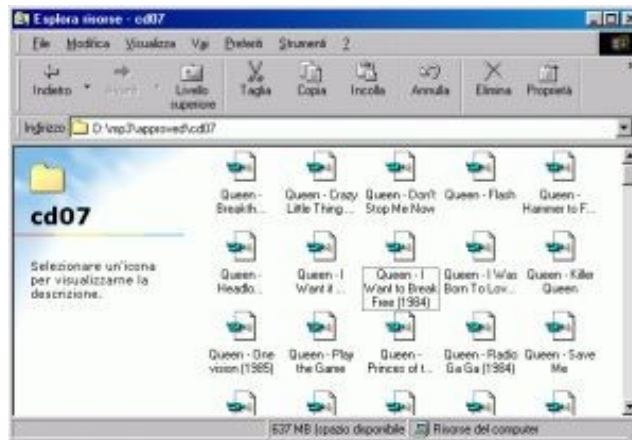 Esplora risorse - cd07
File Modifica Visualizza Vai Preferiti Strumenti ?
Indietro Avanti Livello superiore Taglia Copia Incolla Annulla Elimina Proprietà
Indirizzo D:\mp3\approved\cd07
cd07
Selezionare un'icona
per visualizzarne la
descrizione.
Queen - Breakth...
Queen - Crazy Little Thing ...
Queen - Don't Stop Me Now
Queen - Flash
Queen - Hammer to F...
Queen - Headlo...
Queen - I Want it ...
Queen - I Want to Break Free (1984)
Queen - I Was Born To Lov...
Queen - Killer Queen
Queen - One vision (1985)
Queen - Play the Game
Queen - Princes of t...
Queen - Radio Ga Ga (1984)
Queen - Save Me
637 MB (spazio disponibile Risorse del computer